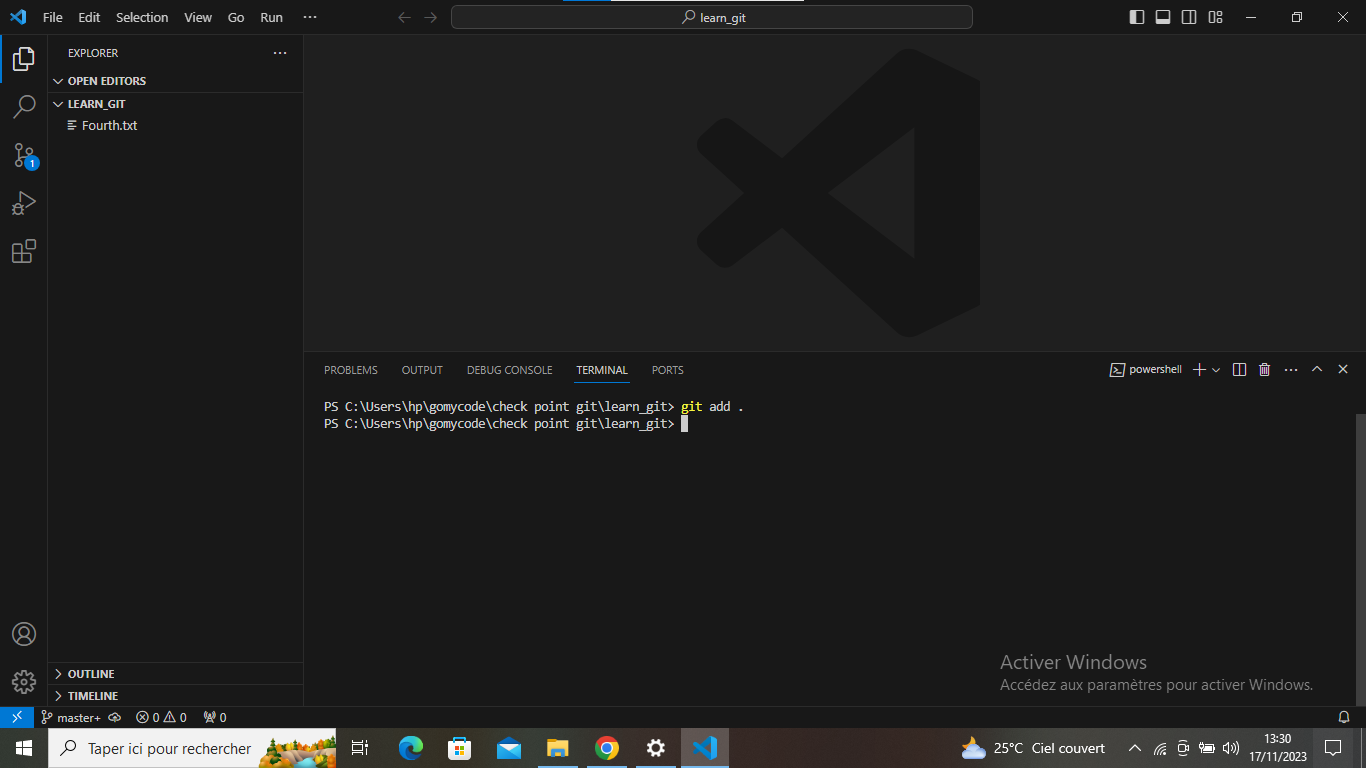 File Edit Selection View Go Run ···
learn_git
EXPLORER
OPEN EDITORS
LEARN_GIT
Fourth.txt
1
PROBLEMS OUTPUT DEBUG CONSOLE TERMINAL PORTS
powershell
PS C:\Users\hp\gomycode\check point git\learn_git> git add .
PS C:\Users\hp\gomycode\check point git\learn_git>
OUTLINE
TIMELINE
Activer Windows
Accédez aux paramètres pour activer Windows.
master+ 0 0 0
Taper ici pour rechercher
25°C Ciel couvert
13:30
17/11/2023